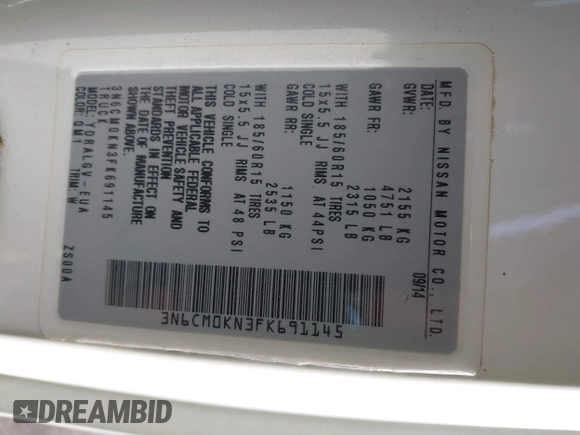 MFD. BY NISSAN MOTOR CO., LTD.
DATE: 09/14
GVWR: 2155 KG
4751 LB
GAWR FR: 1050 KG
2315 LB
WITH 185/60R15 TIRES
15x5.5 JJ RIMS, AT 44PSI
COLD SINGLE
GAWR RR: 1150 KG
2535 LB
WITH 185/60R15 TIRES
15x5.5 JJ RIMS, AT 48 PSI
COLD SINGLE
THIS VEHICLE CONFORMS TO
ALL APPLICABLE FEDERAL
MOTOR VEHICLE SAFETY AND
THEFT PREVENTION
STANDARDS IN EFFECT ON
THE DATE OF MANUFACTURE
SHOWN ABOVE.
3N6CM0KN3FK691145
TRUCK
MODEL: YDRALGV-EUA
COLOR: QM1 TRIM: W ZS00A
3N6CM0KN3FK691145
DREAMBID